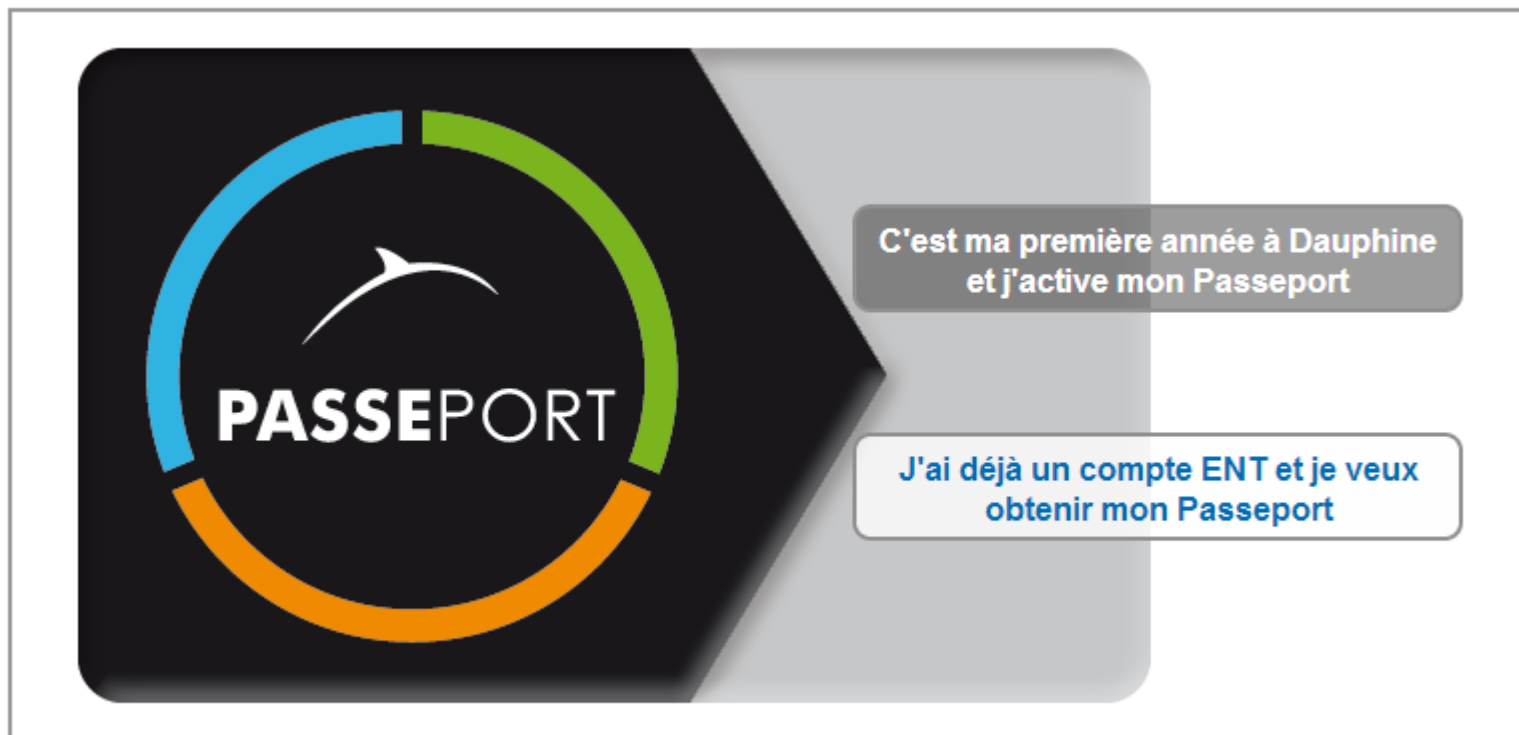 PASSEPORT
C'est ma première année à Dauphine
et j'active mon Passeport
J'ai déjà un compte ENT et je veux
obtenir mon Passeport